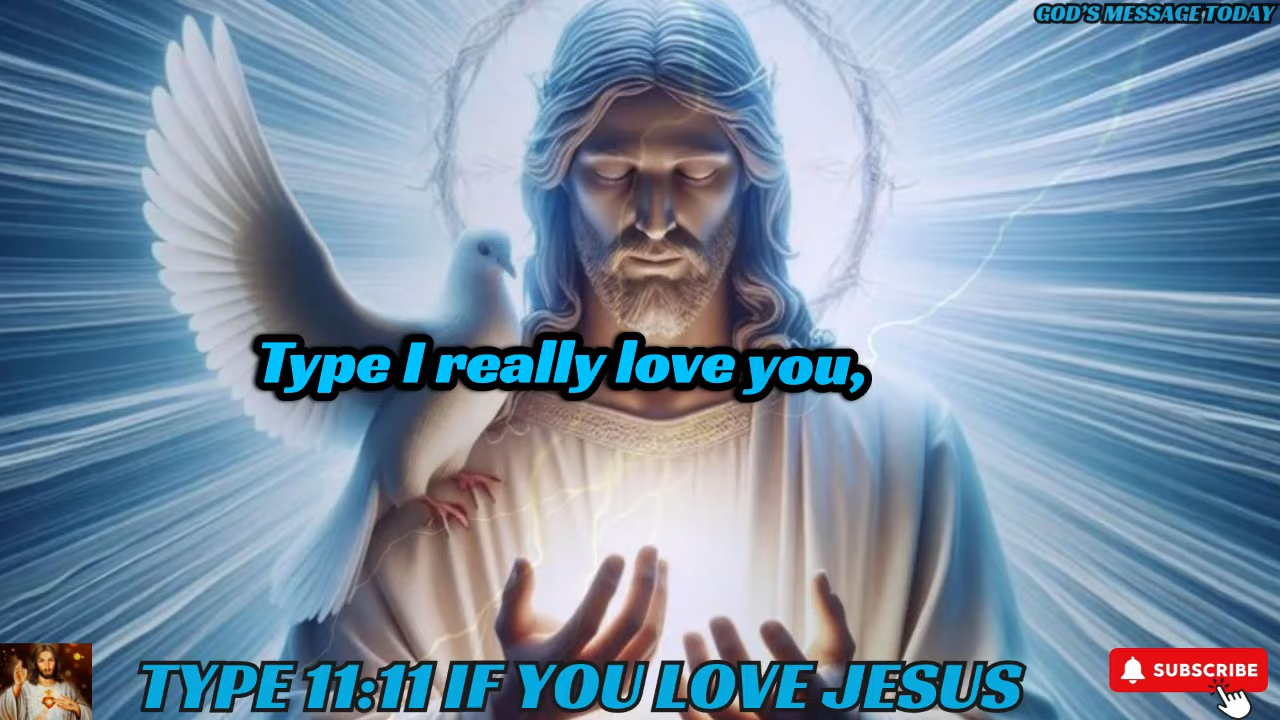 GOD'S MESSAGE TODAY
Type I really love you,
TYPE 11:11 IF YOU LOVE JESUS
SUBSCRIBE